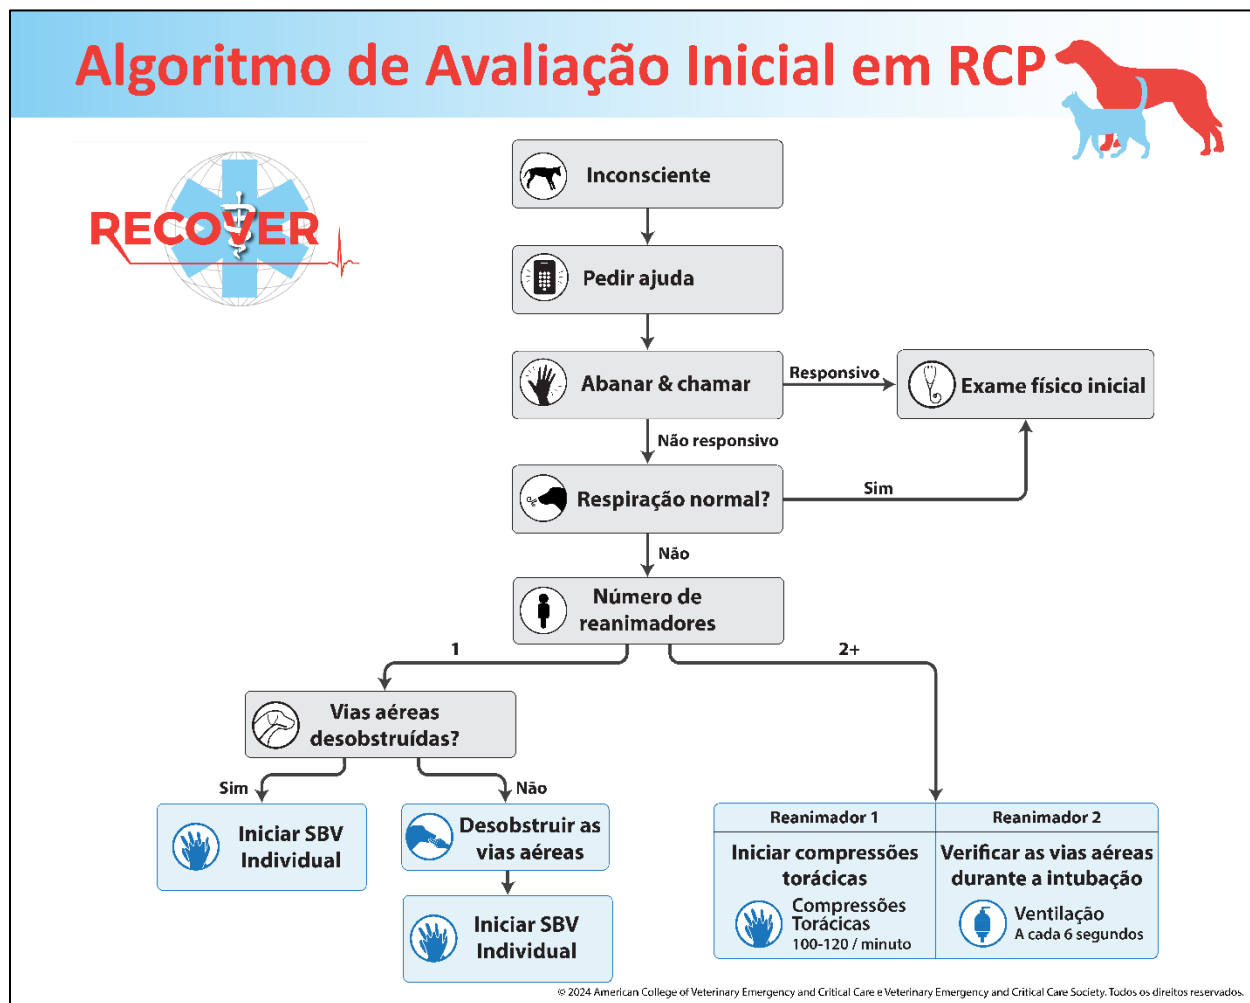 Algoritmo de Avaliação Inicial em RCP
RECOVER
Inconsciente
Pedir ajuda
Abanar & chamar
Responsivo
Exame físico inicial
Não responsivo
Respiração normal?
Sim
Não
Número de
reanimadores
1
2+
Vias aéreas
desobstruídas?
Sim
Não
Iniciar SBV
Individual
Desobstruir as
vias aéreas
Iniciar SBV
Individual
Reanimador 1
Iniciar compressões
torácicas
Compressões
Torácicas
100-120 / minuto
Reanimador 2
Verificar as vias aéreas
durante a intubação
Ventilação
A cada 6 segundos
© 2024 American College of Veterinary Emergency and Critical Care e Veterinary Emergency and Critical Care Society. Todos os direitos reservados.